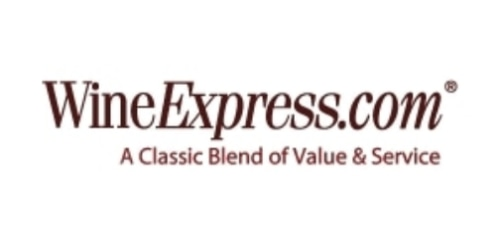 WineExpress.com®
A Classic Blend of Value & Service